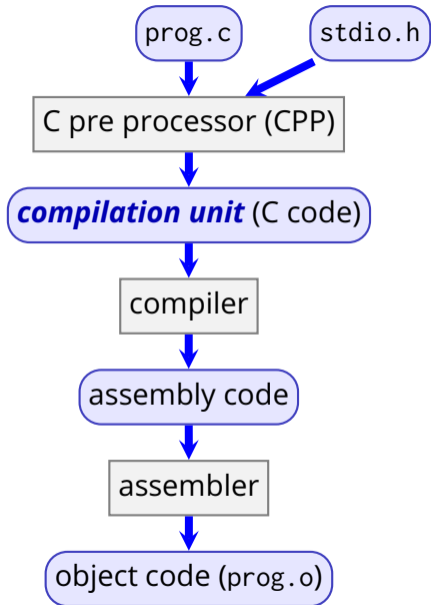 prog.c
stdio.h
C pre processor (CPP)
compilation unit (C code)
compiler
assembly code
assembler
object code (prog.o)